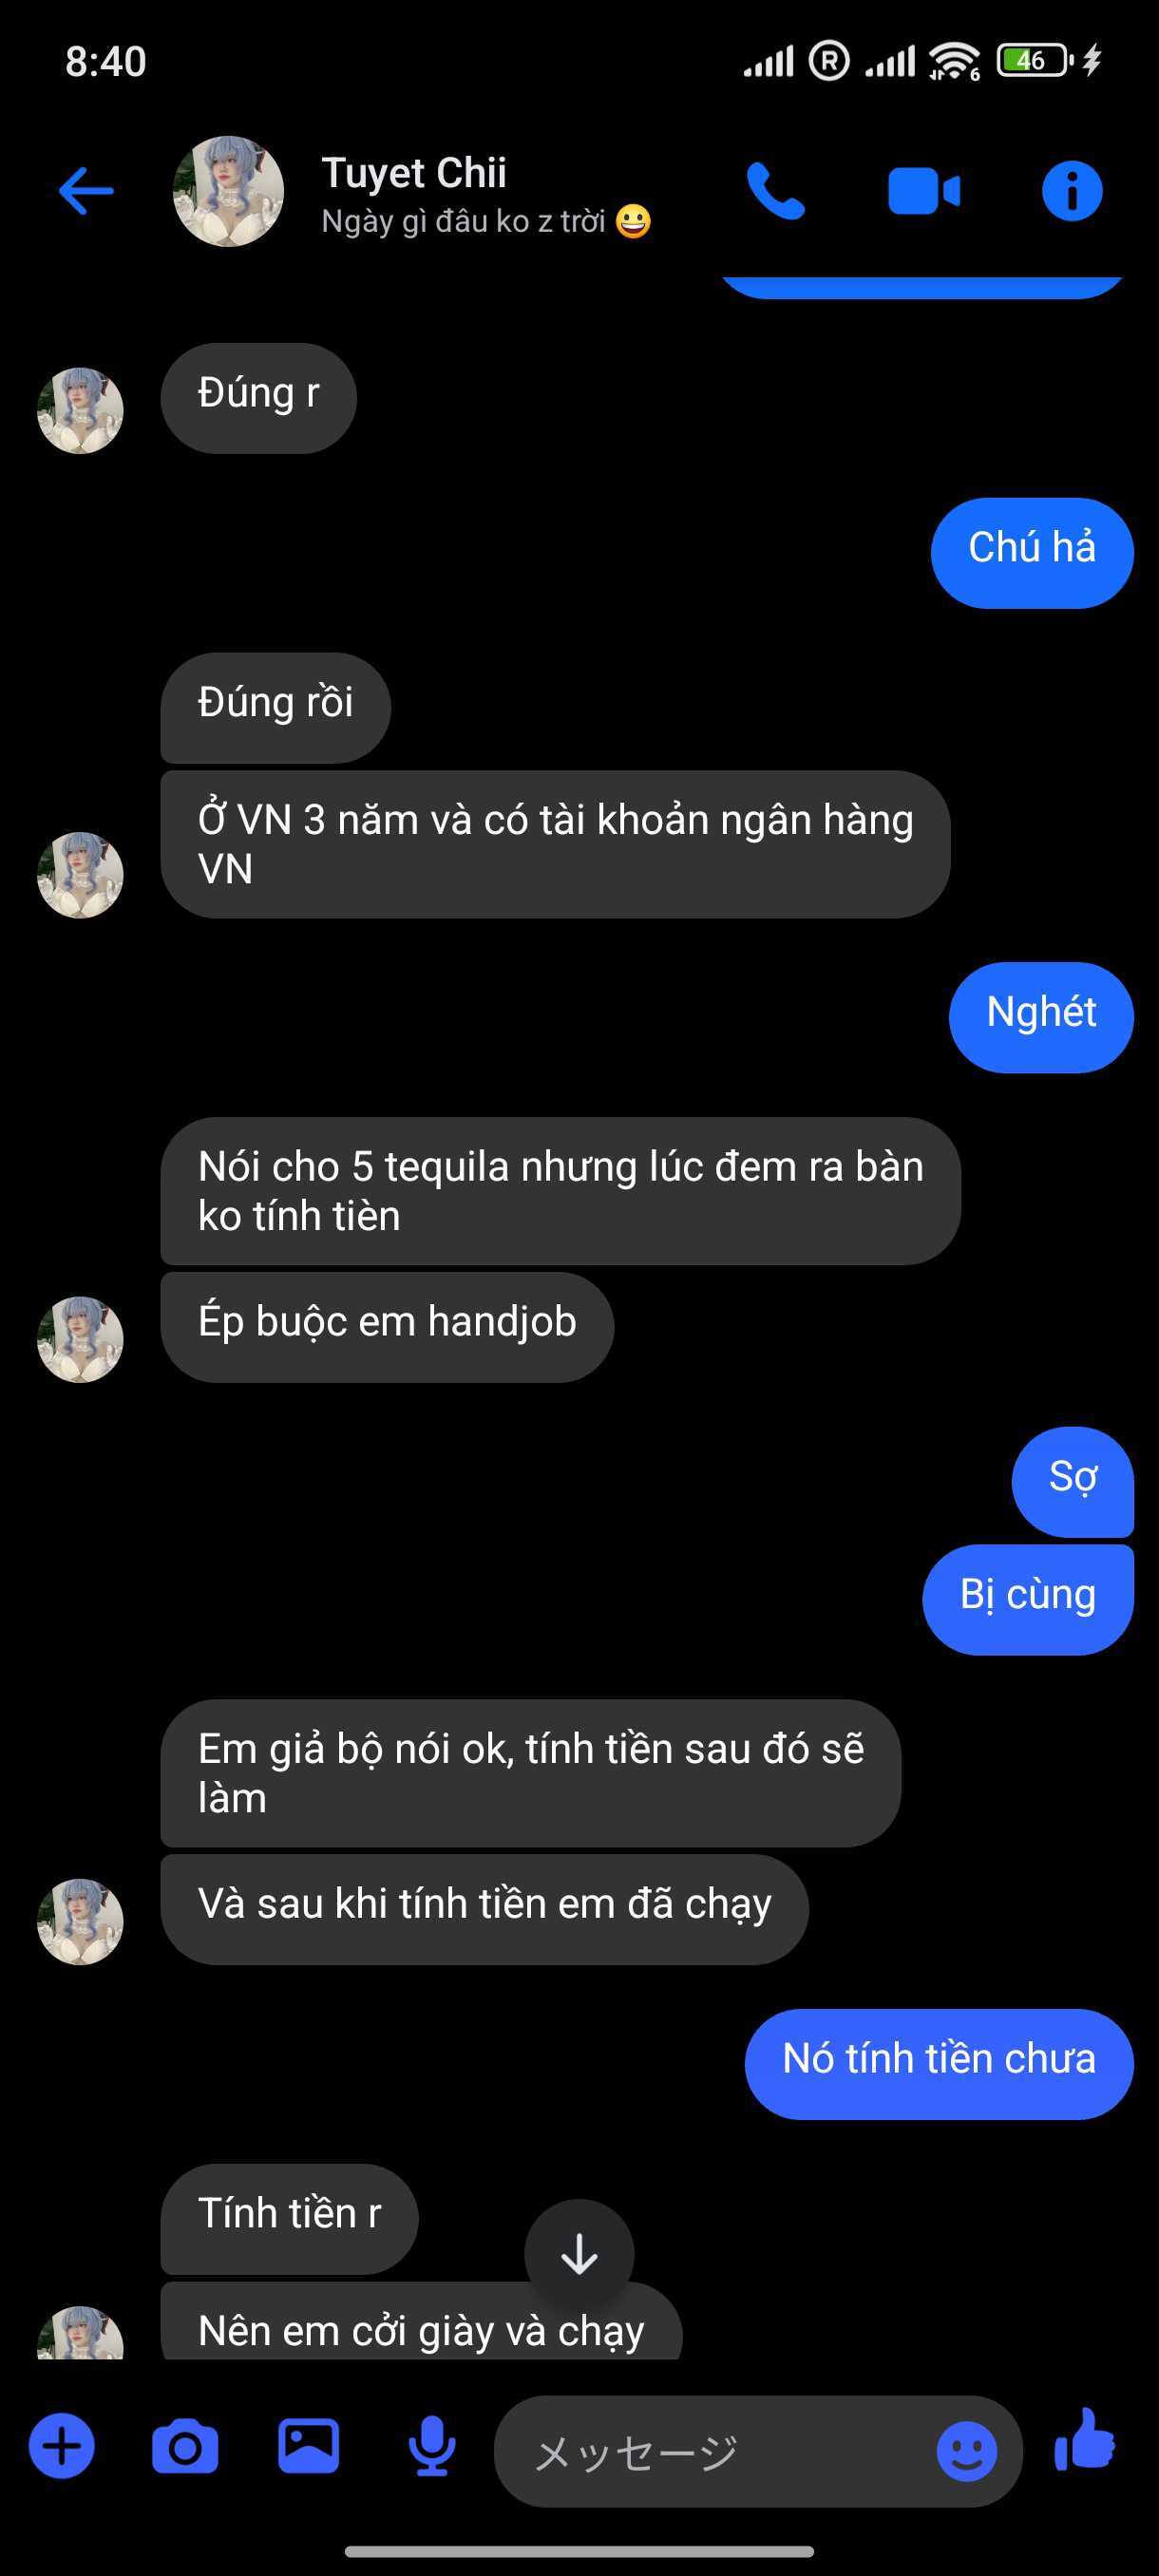 8:40
R
6
46
Tuyet Chii
Ngày gì đâu ko z trời 😀
Đúng r
Chú hả
Đúng rồi
Ở VN 3 năm và có tài khoản ngân hàng
VN
Nghét
Nói cho 5 tequila nhưng lúc đem ra bàn
ko tính tièn
Ép buộc em handjob
Sợ
Bị cùng
Em giả bộ nói ok, tính tiền sau đó sẽ
làm
Và sau khi tính tiền em đã chạy
Nó tính tiền chưa
Tính tiền r
Nên em cởi giày và chạy
メッセージ